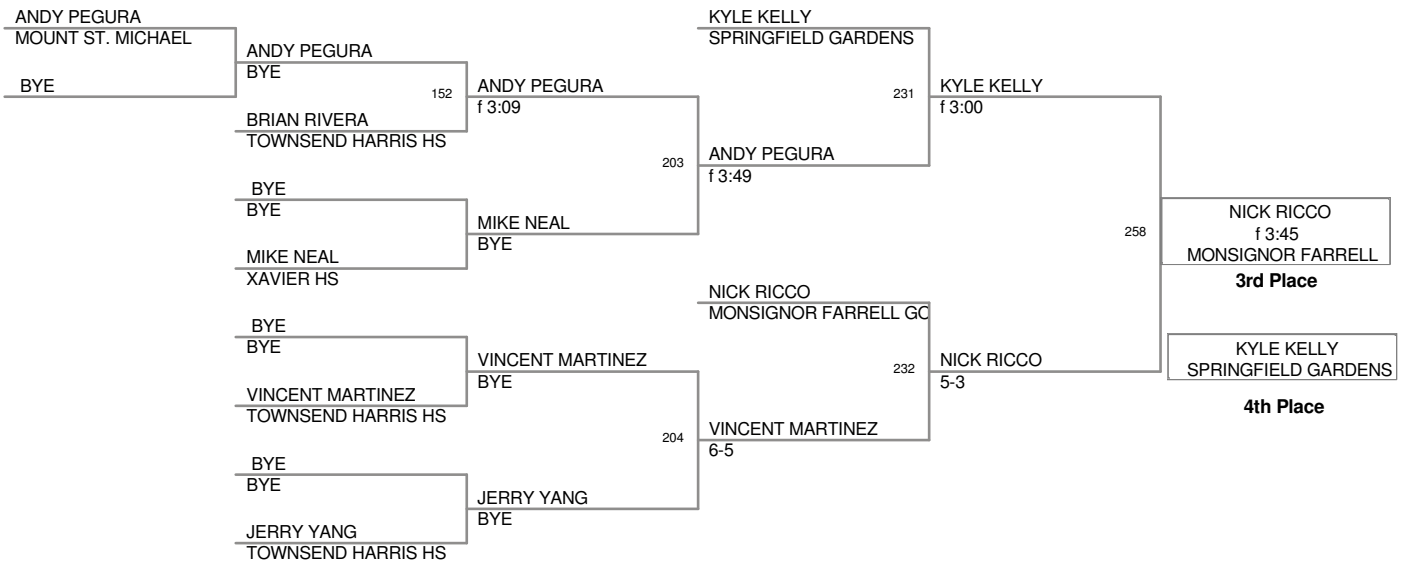 ANDY PEGURA
MOUNT ST. MICHAEL
BYE
ANDY PEGURA
BYE
152
BRIAN RIVERA
TOWNSEND HARRIS HS
BYE
BYE
MIKE NEAL
XAVIER HS
BYE
BYE
VINCENT MARTINEZ
TOWNSEND HARRIS HS
BYE
BYE
JERRY YANG
TOWNSEND HARRIS HS
ANDY PEGURA
f 3:09
203
MIKE NEAL
BYE
VINCENT MARTINEZ
BYE
204
JERRY YANG
BYE
KYLE KELLY
SPRINGFIELD GARDENS
231
ANDY PEGURA
f 3:49
NICK RICCO
MONSIGNOR FARRELL GC
232
VINCENT MARTINEZ
6-5
KYLE KELLY
f 3:00
258
NICK RICCO
5-3
NICK RICCO
f 3:45
MONSIGNOR FARRELL
3rd Place
KYLE KELLY
SPRINGFIELD GARDENS
4th Place